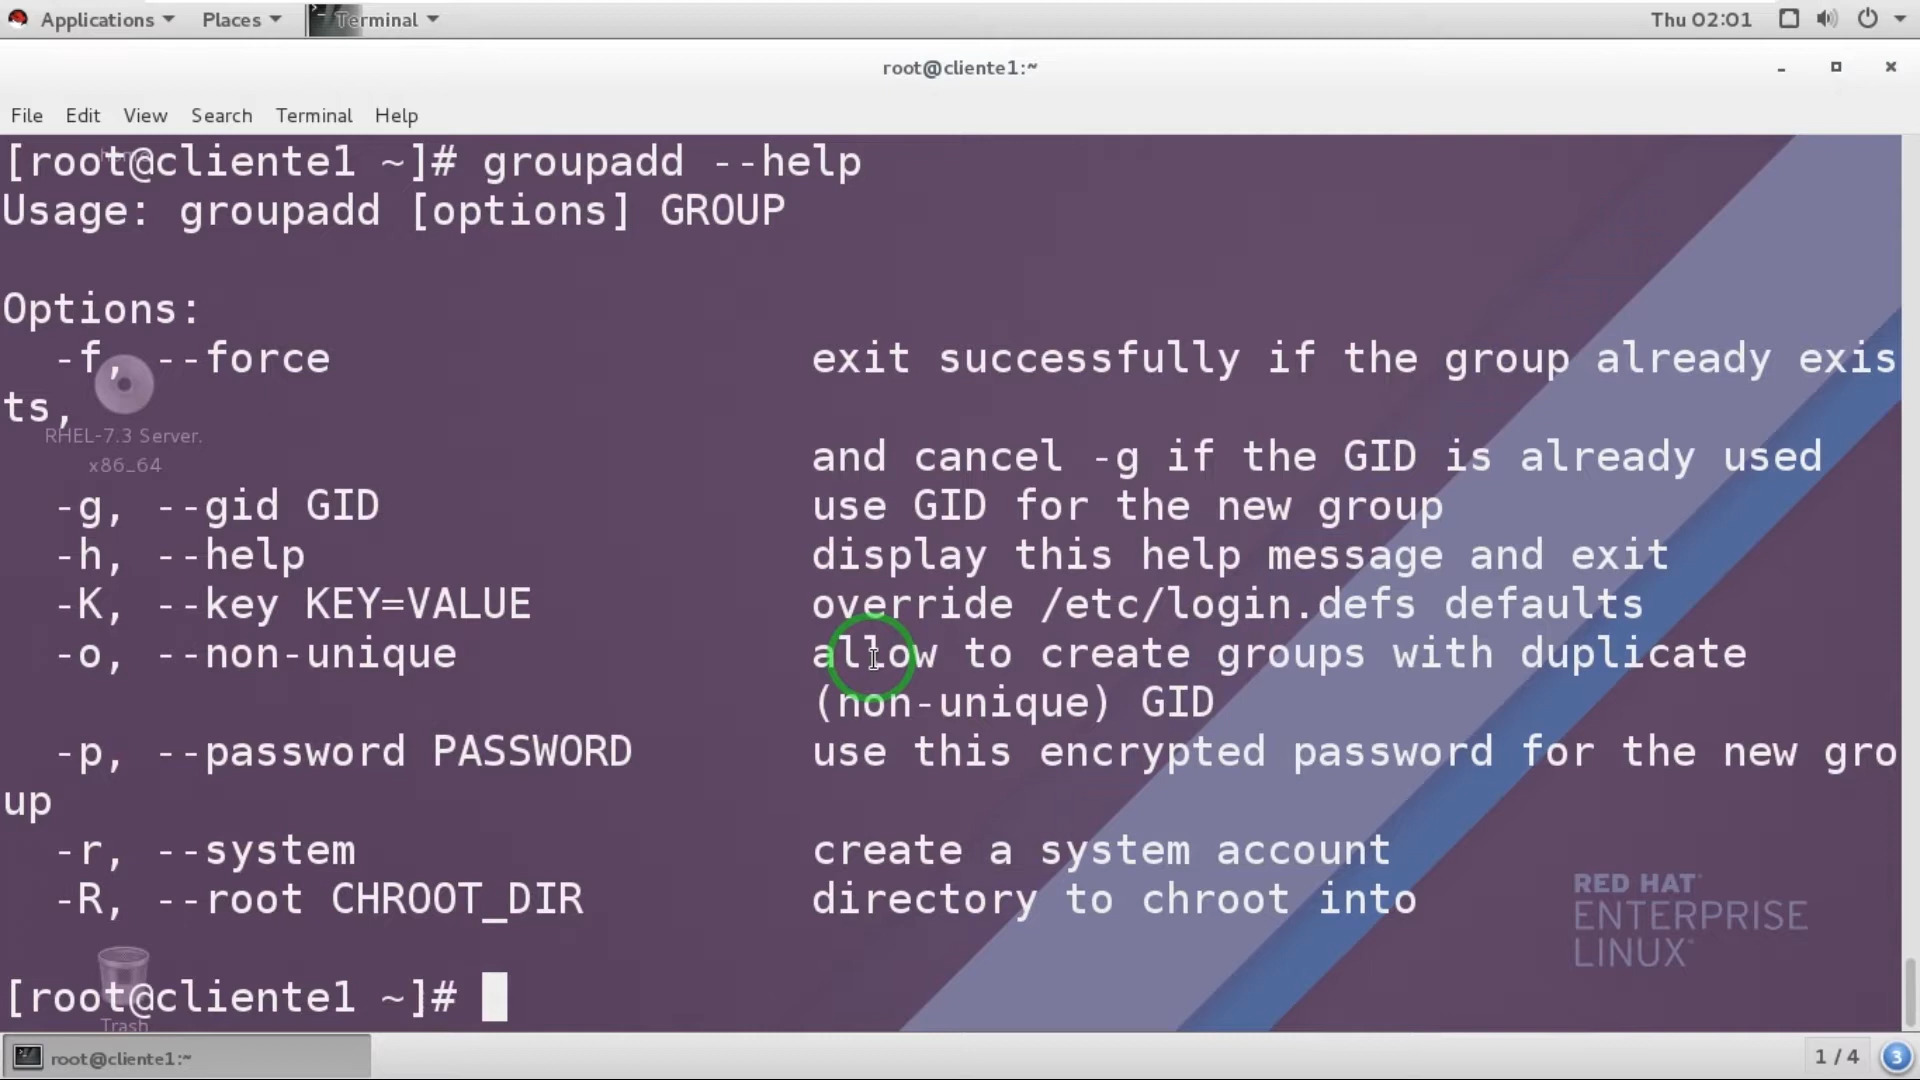 Applications Places Terminal Thu 02:01
root@cliente1:~
File Edit View Search Terminal Help
home
[root@cliente1 ~]# groupadd --help
Usage: groupadd [options] GROUP
Options:
-f, --force exit successfully if the group already exis
ts,
RHEL-7.3 Server.
x86_64
and cancel -g if the GID is already used
-g, --gid GID use GID for the new group
-h, --help display this help message and exit
-K, --key KEY=VALUE override /etc/login.defs defaults
-o, --non-unique allow to create groups with duplicate
(non-unique) GID
-p, --password PASSWORD use this encrypted password for the new gro
up
-r, --system create a system account
-R, --root CHROOT_DIR directory to chroot into
RED HAT
ENTERPRISE
LINUX
[root@cliente1 ~]#
Trash
root@cliente1:~ 1 / 4 3